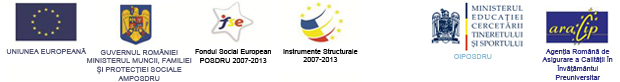 UNIUNEA EUROPEANĂ
GUVERNUL ROMÂNIEI
MINISTERUL MUNCII, FAMILIEI
ŞI PROTECŢIEI SOCIALE
AMPOSDRU
fse
Fondul Social European
POSDRU 2007-2013
Instrumente Structurale
2007-2013
MINISTERUL
EDUCAŢIEI
CERCETĂRII
TINERETULUI
ŞI SPORTULUI
OIPOSDRU
aracip
Agenţia Română de
Asigurare a Calităţii în
Învăţământul
Preuniversitar